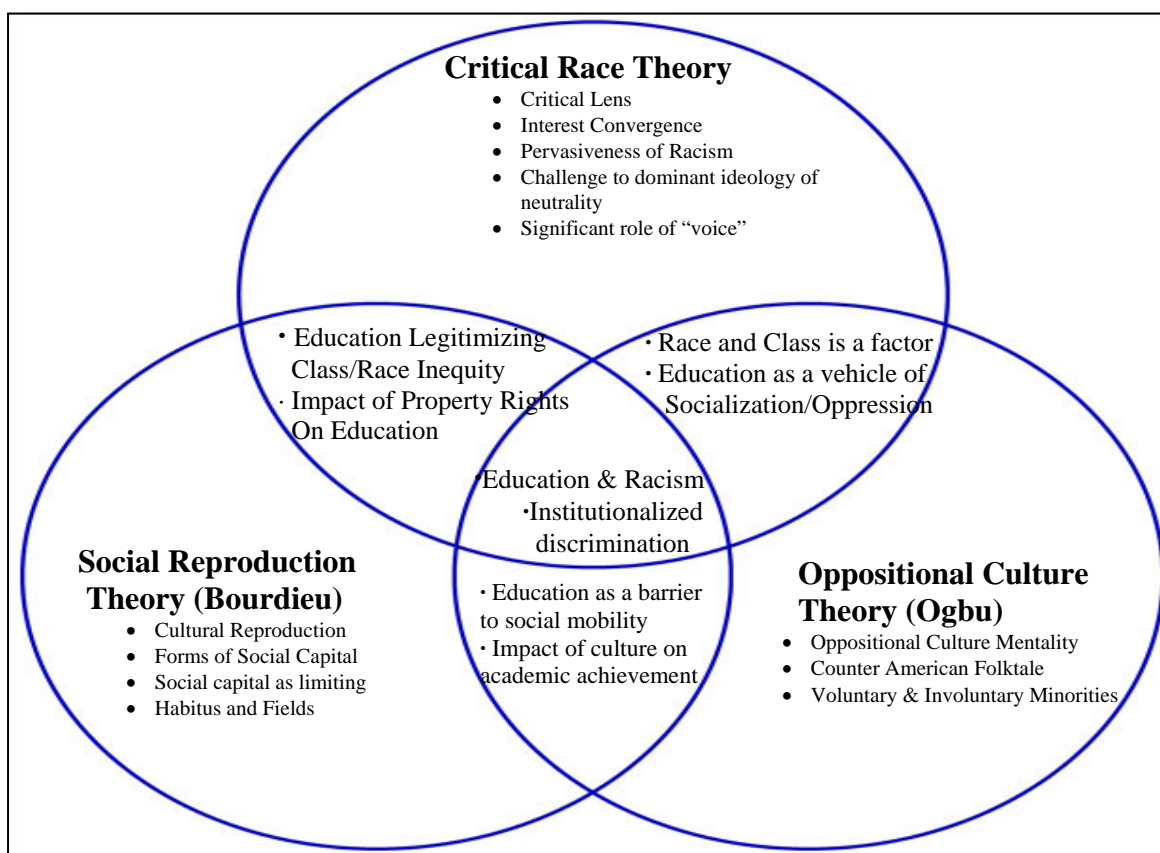 Critical Race Theory
• Critical Lens
• Interest Convergence
• Pervasiveness of Racism
• Challenge to dominant ideology of
neutrality
• Significant role of “voice”
· Education Legitimizing
Class/Race Inequity
· Impact of Property Rights
On Education
· Race and Class is a factor
· Education as a vehicle of
Socialization/Oppression
·Education & Racism
·Institutionalized
discrimination
Social Reproduction
Theory (Bourdieu)
• Cultural Reproduction
• Forms of Social Capital
• Social capital as limiting
• Habitus and Fields
· Education as a barrier
to social mobility
· Impact of culture on
academic achievement
Oppositional Culture
Theory (Ogbu)
• Oppositional Culture Mentality
• Counter American Folktale
• Voluntary & Involuntary Minorities